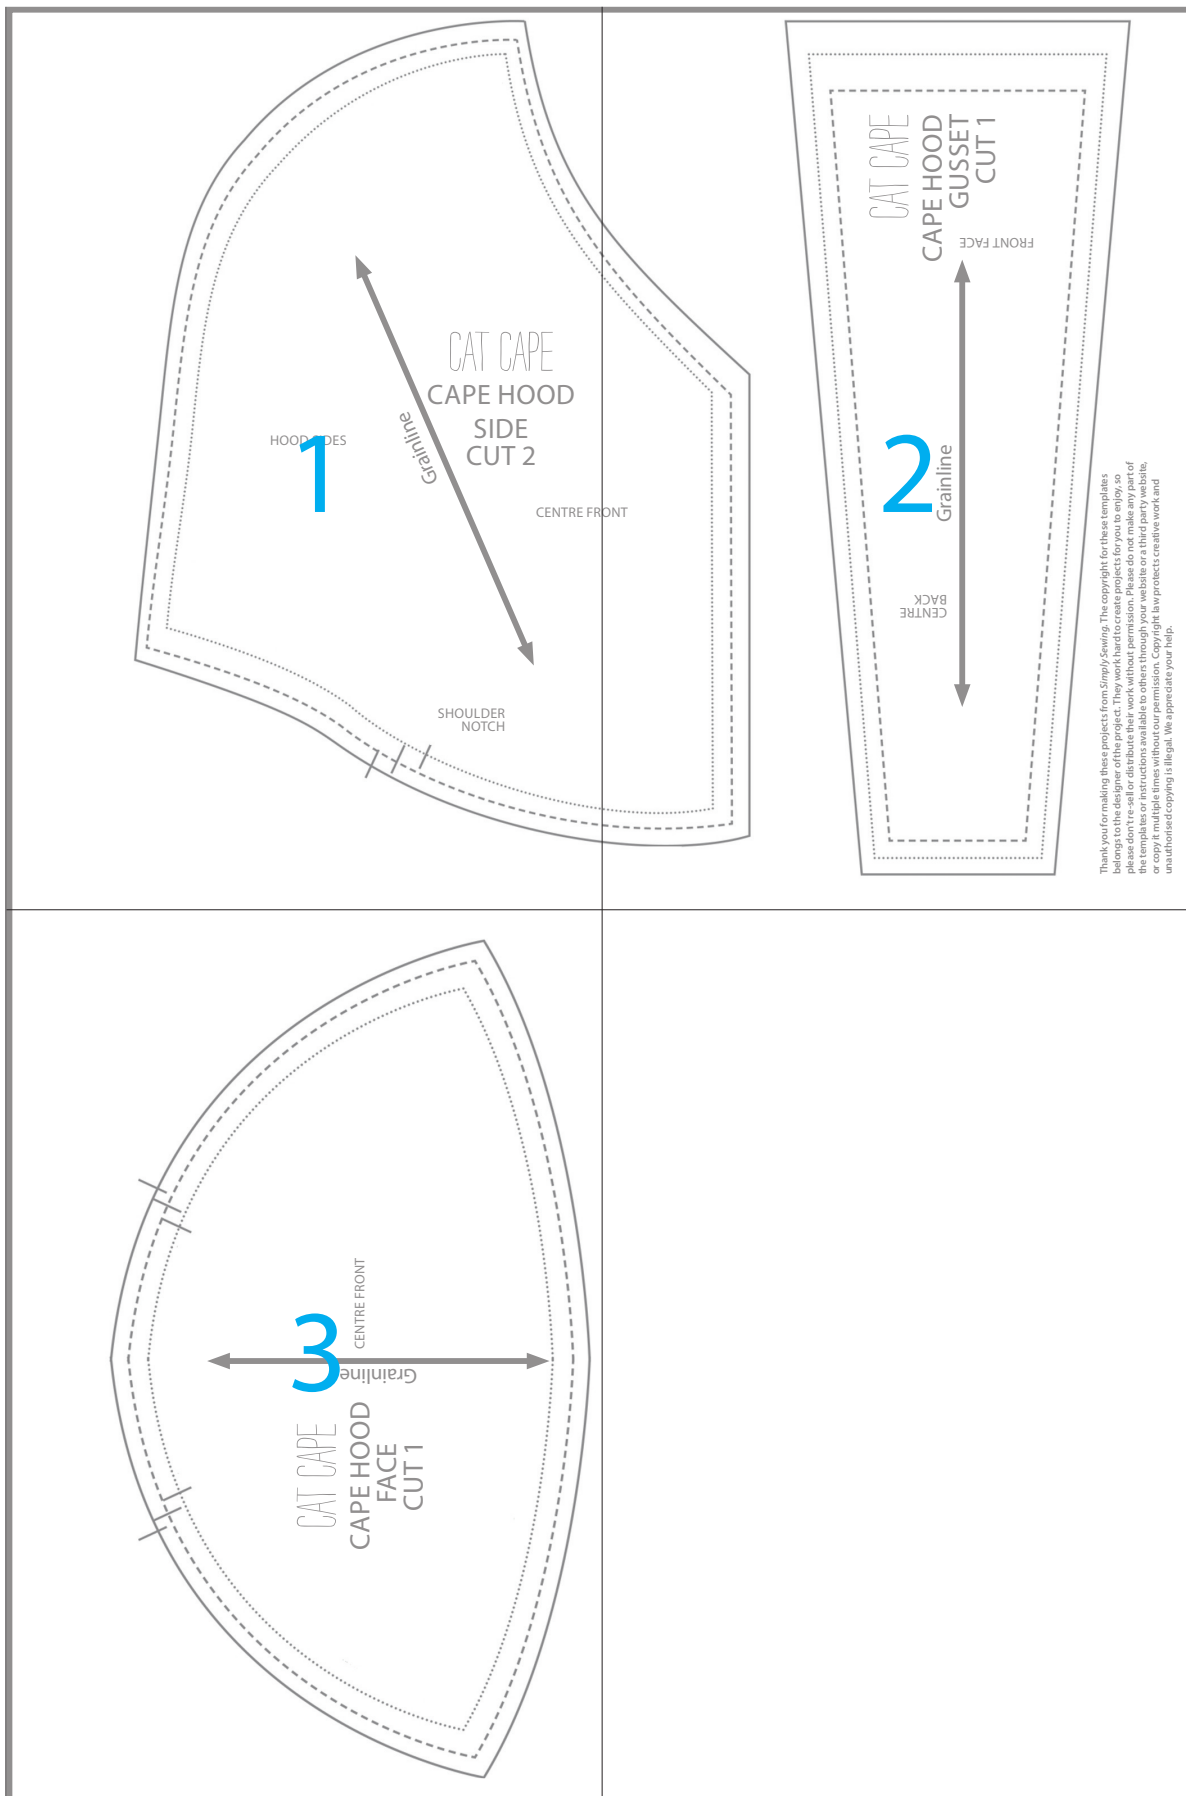 CAT CAPE
CAPE HOOD
SIDE
CUT 2
Grainline
HOOD SIDES
1
CENTRE FRONT
SHOULDER
NOTCH
CAT CAPE
CAPE HOOD
GUSSET
CUT 1
FRONT FACE
2
Grainline
CENTRE
BACK
Thank you for making these projects from Simply Sewing. The copyright for these templates
belongs to the designer of the project. They work hard to create projects for you to enjoy, so
please don't re-sell or distribute their work without permission. Please do not make any part of
the templates or instructions available to others through your website or a third party website,
or copy it multiple times without our permission. Copyright law protects creative work and
unauthorised copying is illegal. We appreciate your help.
CENTRE FRONT
3
Grainline
CAT CAPE
CAPE HOOD
FACE
CUT 1